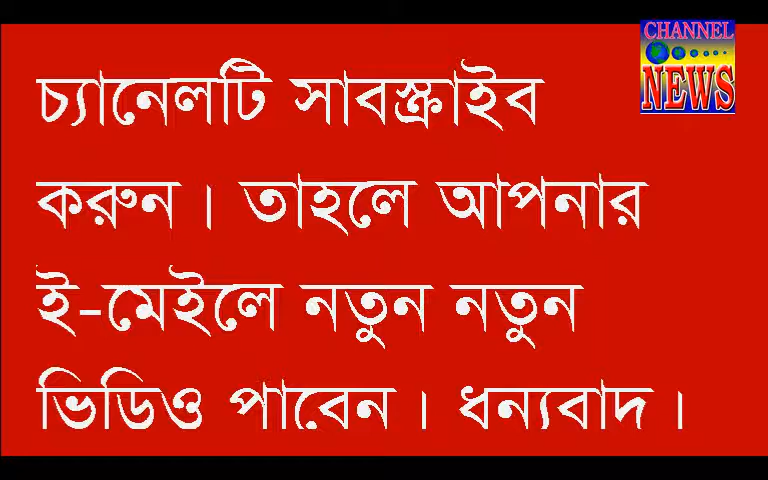 CHANNEL
NEWS
চ্যানেলটি সাবস্ক্রাইব
করুন। তাহলে আপনার
ই-মেইলে নতুন নতুন
ভিডিও পাবেন। ধন্যবাদ।